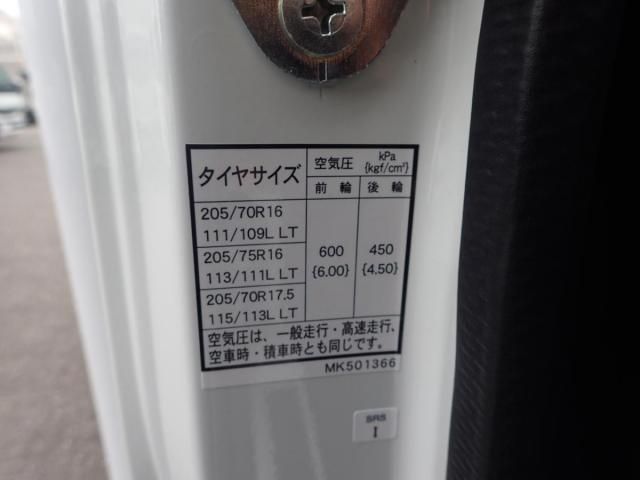 タイヤサイズ 空気圧 kPa {kgf/cm²}
前輪 後輪
205/70R16
111/109L LT
205/75R16 600 450
113/111L LT {6.00} {4.50}
205/70R17.5
115/113L LT
空気圧は、一般走行・高速走行、
空車時・積車時とも同じです。
MK501366
SRS
I